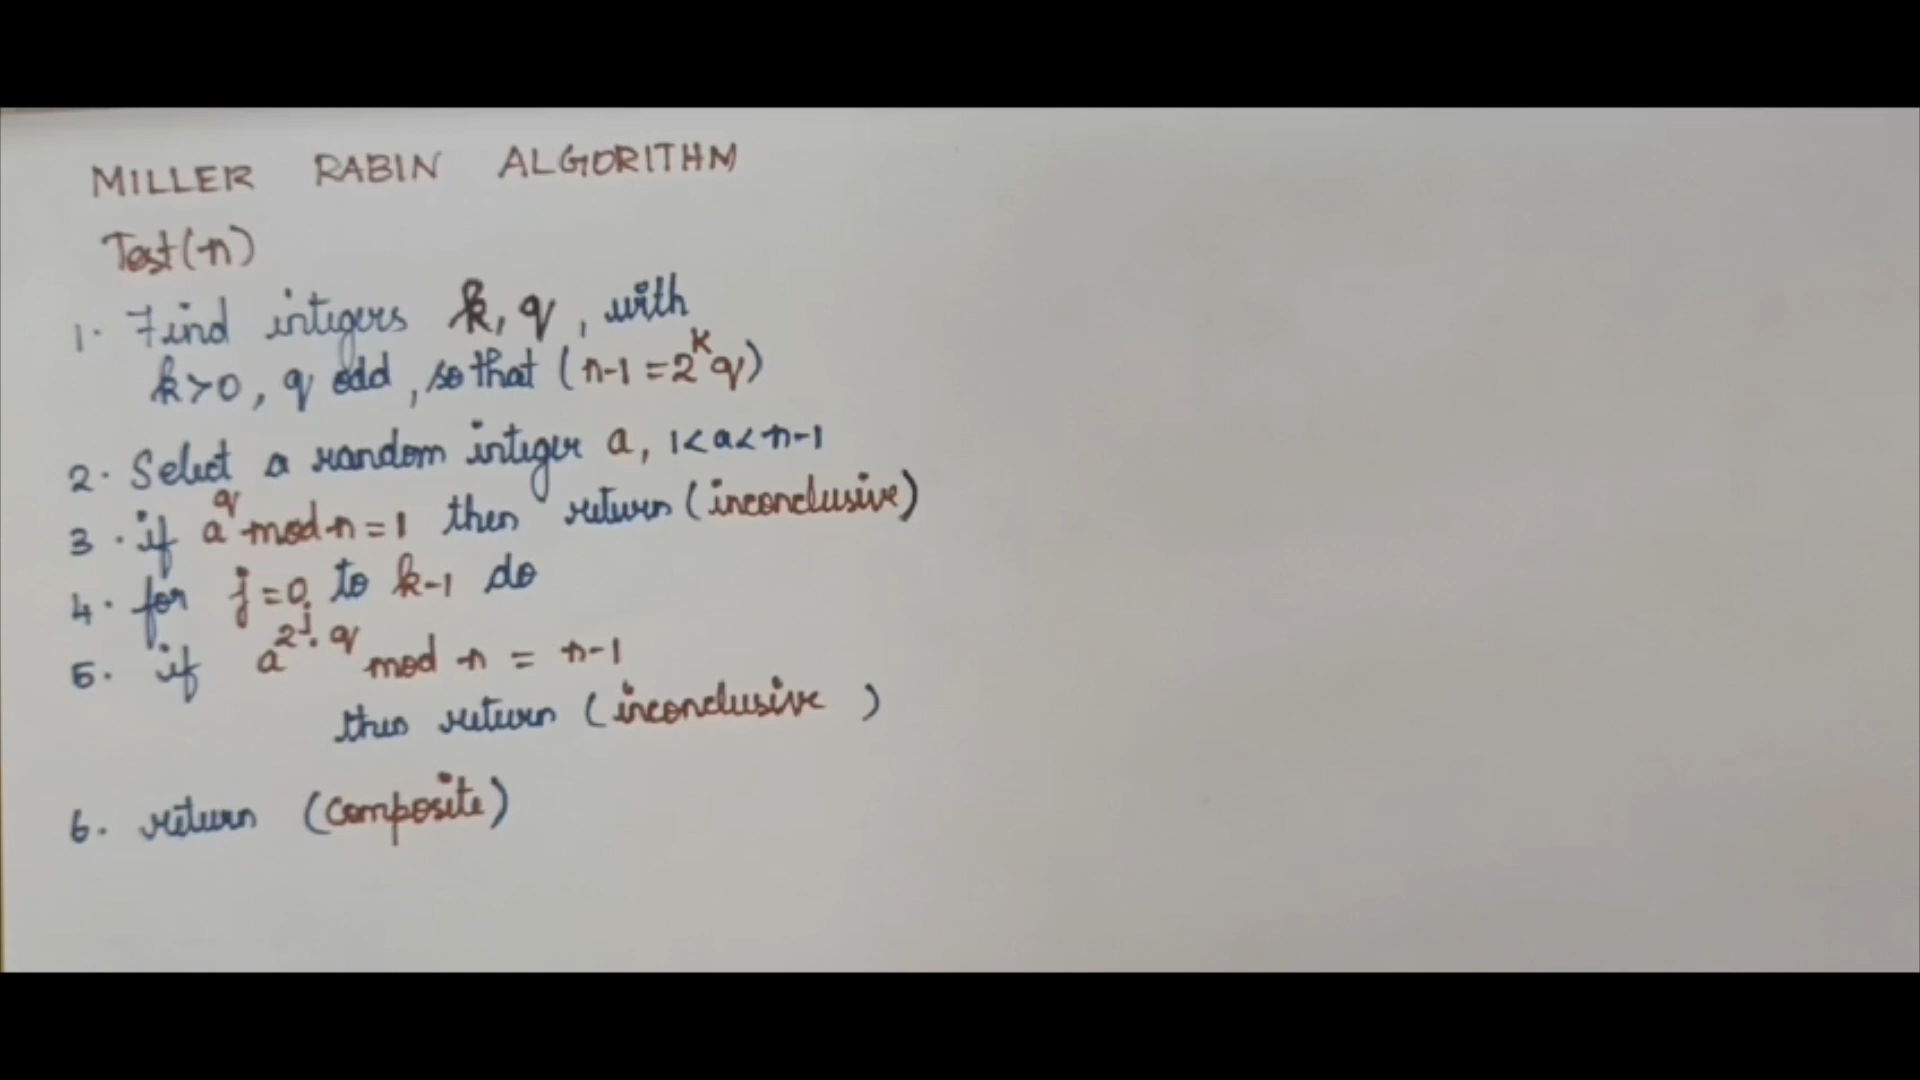 MILLER RABIN ALGORITHM
Test(n)
1. Find integers k, q, with
k>0, q odd, so that (n-1 = 2^k q)
2. Select a random integer a, 1<a<n-1
3. if a^q mod n = 1 then return (inconclusive)
4. for j=0 to k-1 do
5. if a^2^j.q mod n = n-1
then return (inconclusive)
6. return (composite)